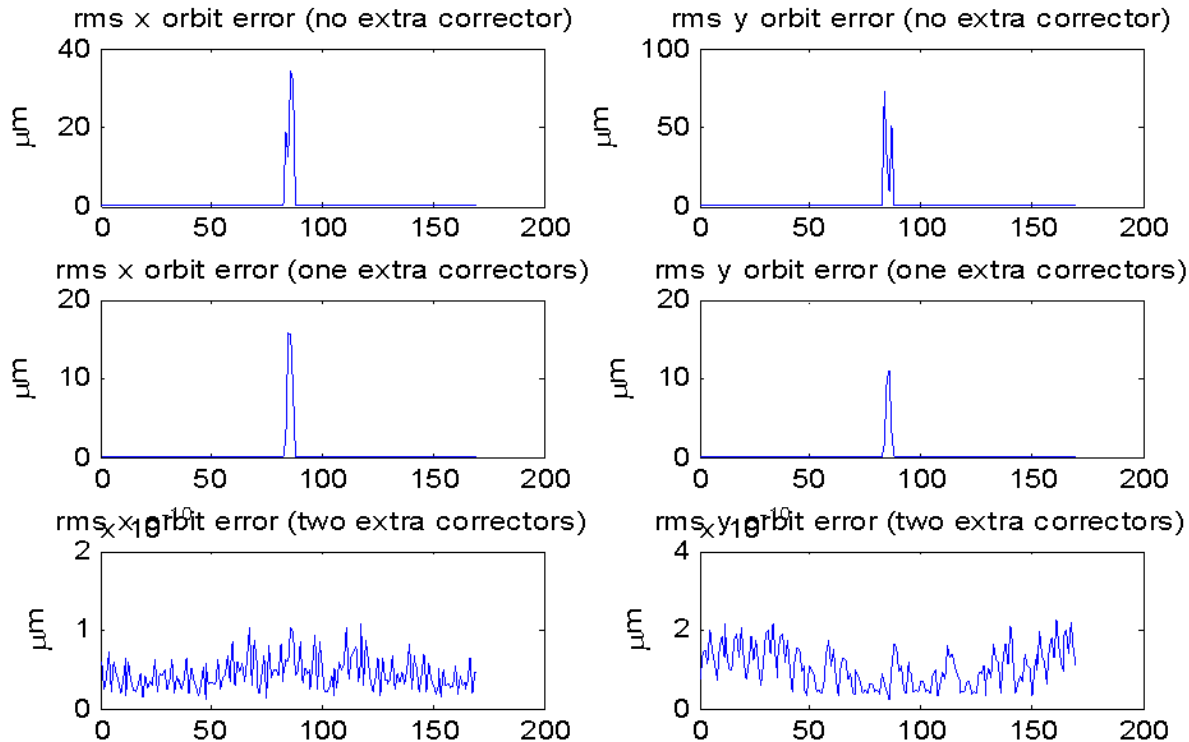 rms x orbit error (no extra corrector)
rms y orbit error (no extra corrector)
40
20
0
μm
0 50 100 150 200
100
50
0
μm
0 50 100 150 200
rms x orbit error (one extra correctors)
rms y orbit error (one extra correctors)
20
10
0
μm
0 50 100 150 200
20
10
0
μm
0 50 100 150 200
rms x orbit error (two extra correctors)
x 10-10
rms y orbit error (two extra correctors)
x 10-10
2
1
0
μm
0 50 100 150 200
4
2
0
μm
0 50 100 150 200